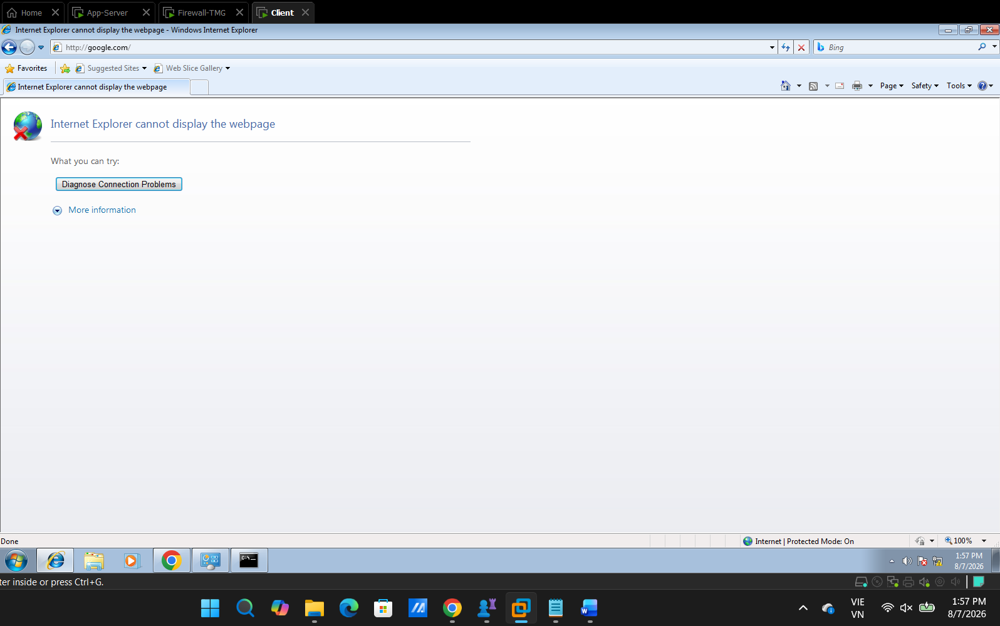 Home
App-Server
Firewall-TMG
Client
Internet Explorer cannot display the webpage - Windows Internet Explorer
http://google.com/
Bing
Favorites
Suggested Sites
Web Slice Gallery
Internet Explorer cannot display the webpage
Page
Safety
Tools
Internet Explorer cannot display the webpage
What you can try:
Diagnose Connection Problems
More information
Done
Internet | Protected Mode: On
100%
C:\
1:57 PM
8/7/2026
ter inside or press Ctrl+G.
VIE
VN
1:57 PM
8/7/2026